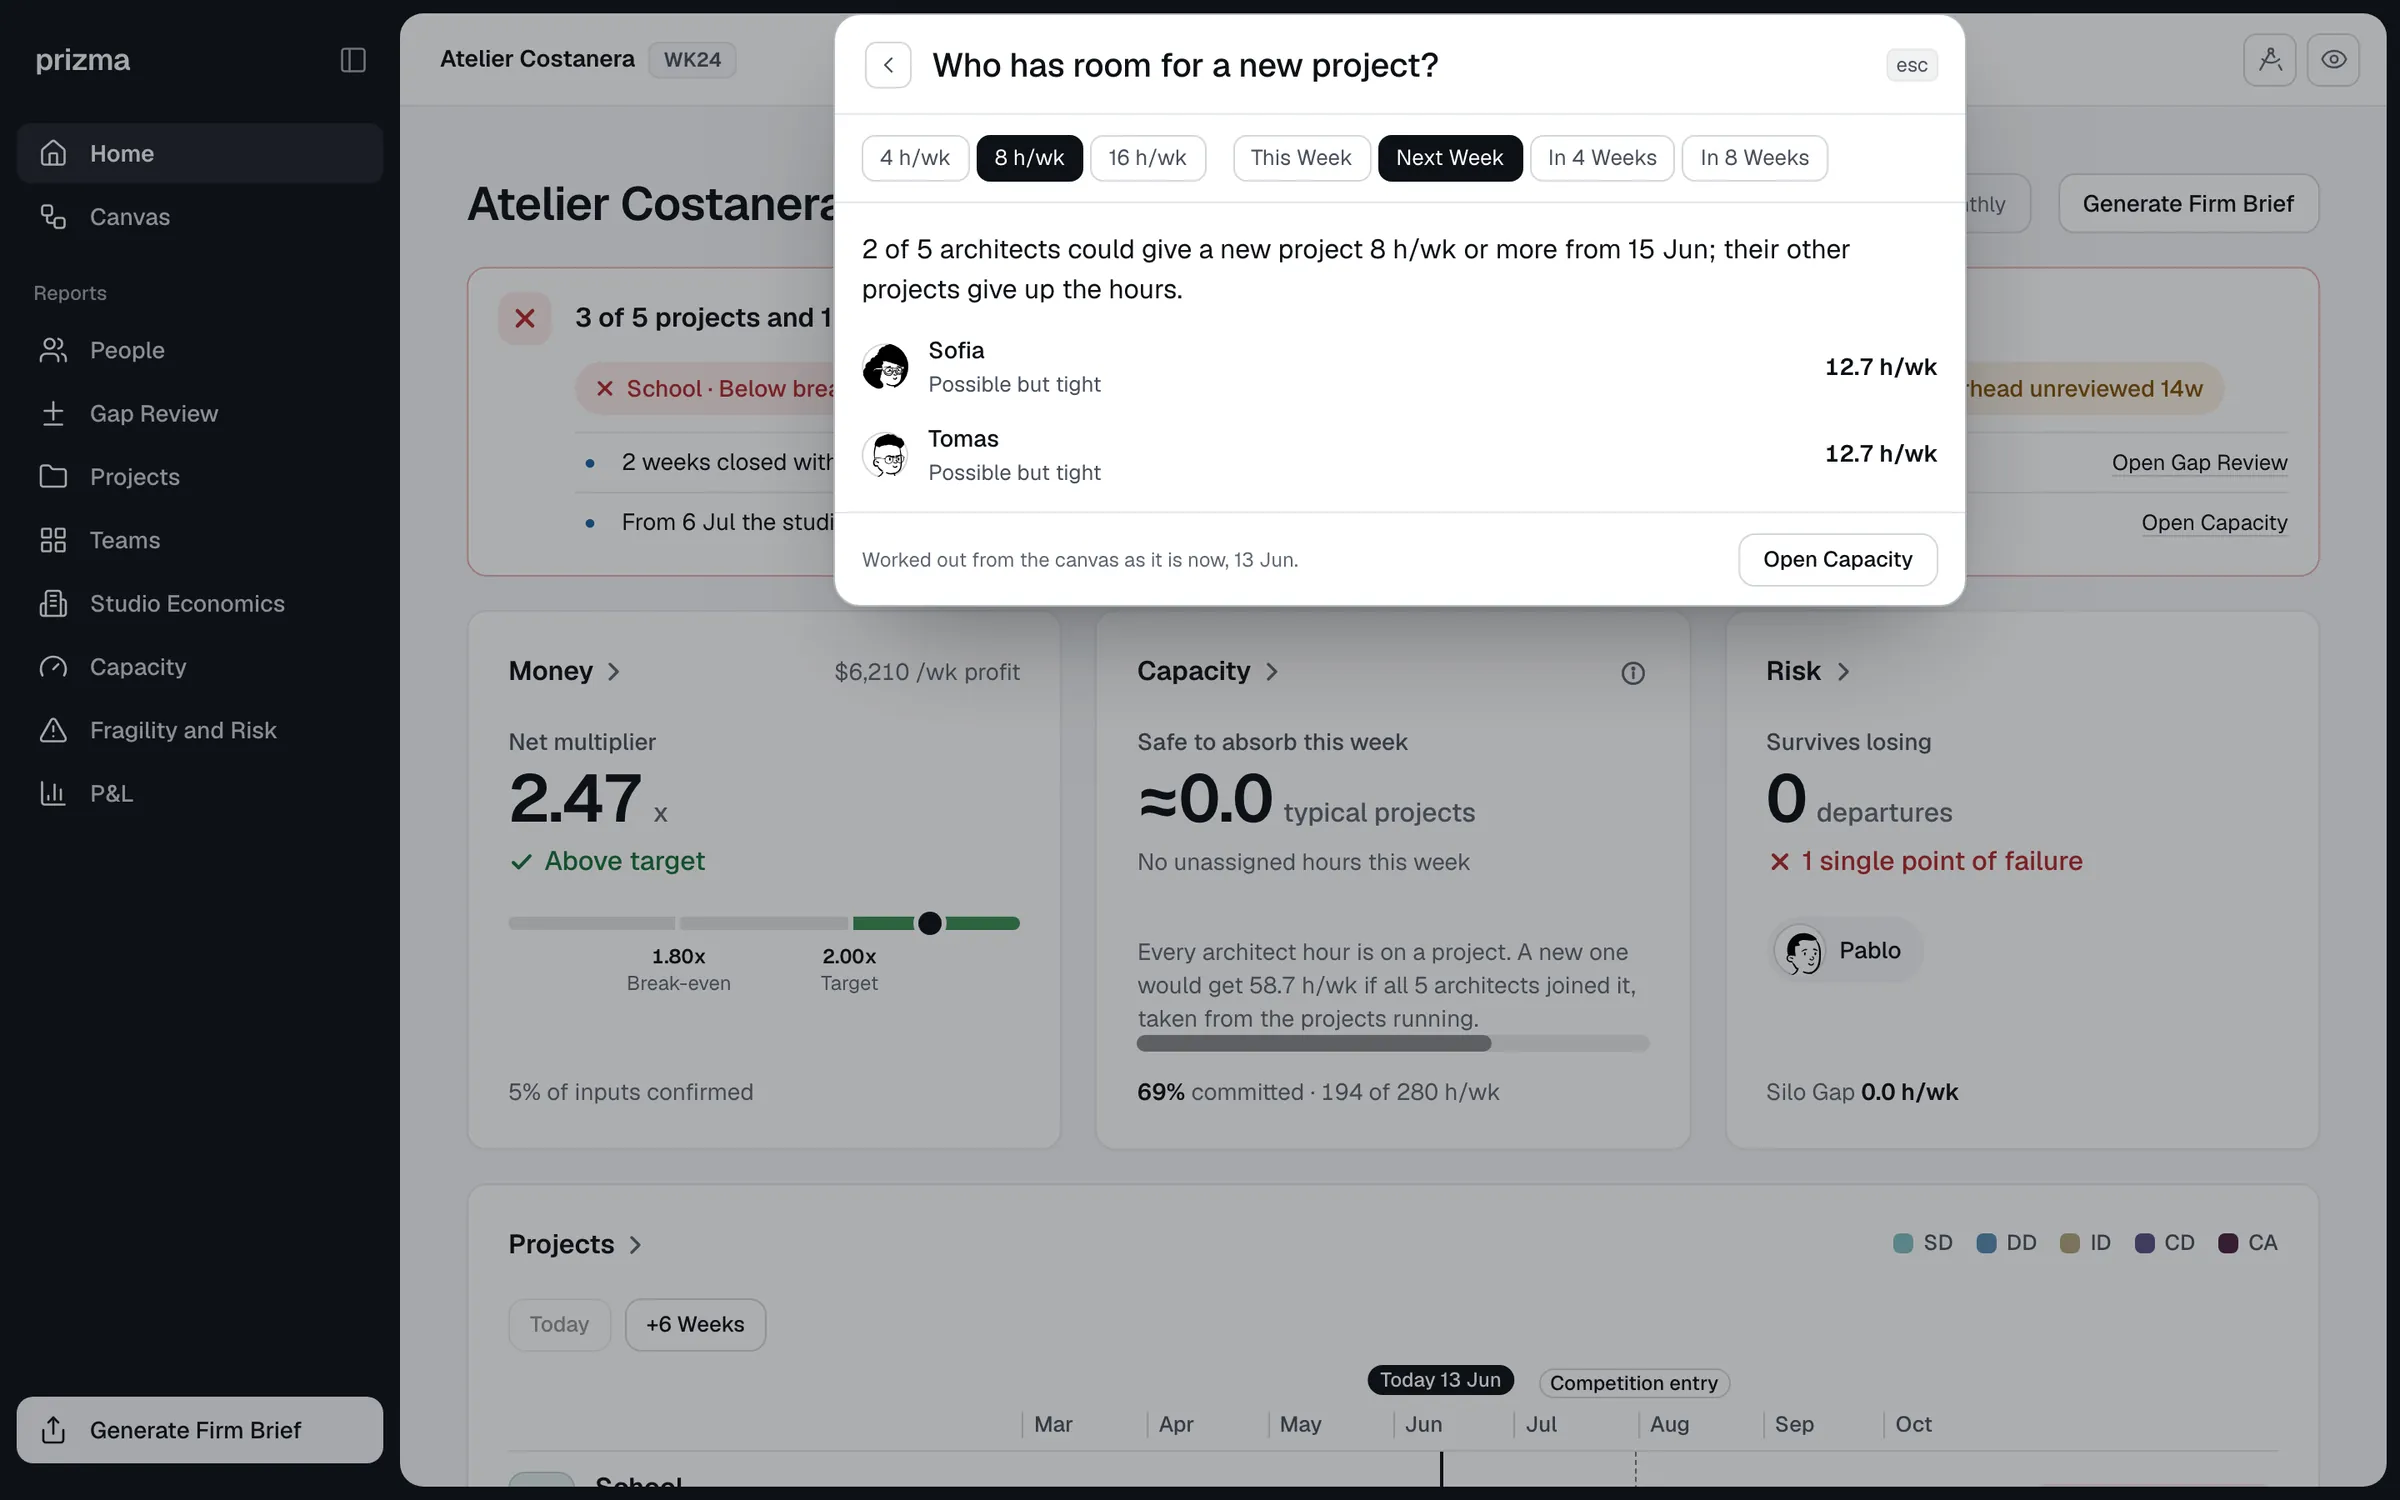 prizma
Home
Canvas
Reports
People
Gap Review
Projects
Teams
Studio Economics
Capacity
Fragility and Risk
P&L
Generate Firm Brief
Atelier Costanera WK24
Atelier Costanera
thly
Generate Firm Brief
3 of 5 projects and 1
School · Below brea
rhead unreviewed 14w
2 weeks closed with
Open Gap Review
From 6 Jul the studi
Open Capacity
Who has room for a new project?
esc
4 h/wk 8 h/wk 16 h/wk This Week Next Week In 4 Weeks In 8 Weeks
2 of 5 architects could give a new project 8 h/wk or more from 15 Jun; their other
projects give up the hours.
Sofia
Possible but tight
12.7 h/wk
Tomas
Possible but tight
12.7 h/wk
Worked out from the canvas as it is now, 13 Jun.
Open Capacity
Money
$6,210 /wk profit
Net multiplier
2.47 x
Above target
1.80x
Break-even
2.00x
Target
5% of inputs confirmed
Capacity
Safe to absorb this week
≈0.0 typical projects
No unassigned hours this week
Every architect hour is on a project. A new one
would get 58.7 h/wk if all 5 architects joined it,
taken from the projects running.
69% committed · 194 of 280 h/wk
Risk
Survives losing
0 departures
1 single point of failure
Pablo
Silo Gap 0.0 h/wk
Projects
SD DD ID CD CA
Today +6 Weeks
Today 13 Jun Competition entry
Mar Apr May Jun Jul Aug Sep Oct
School